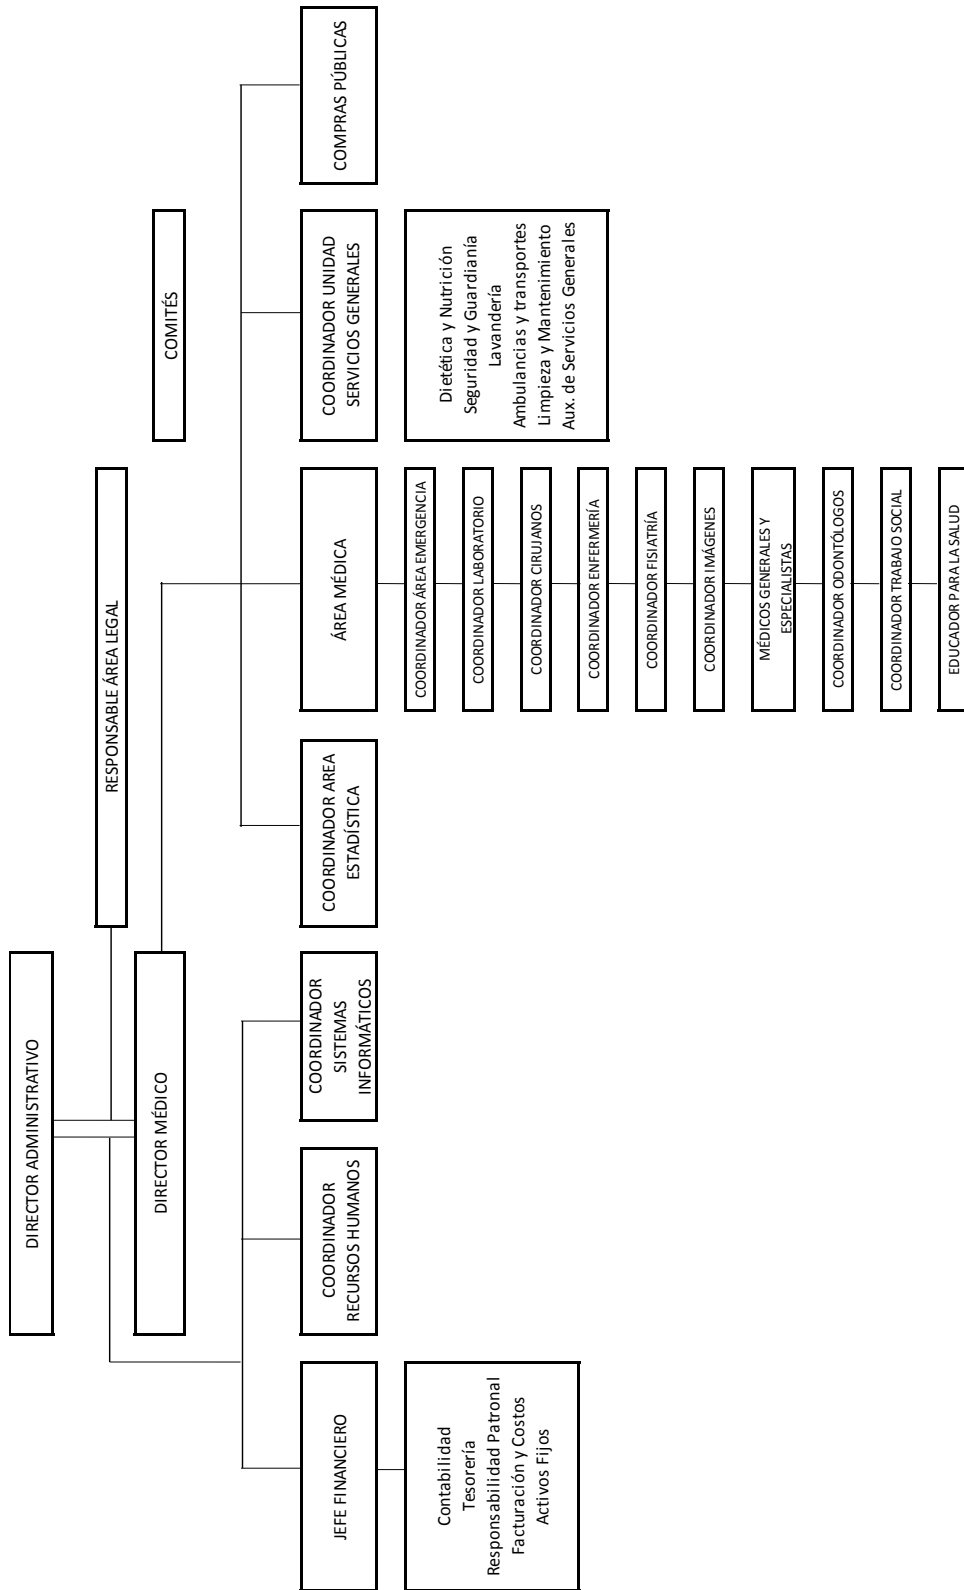 DIRECTOR ADMINISTRATIVO
RESPONSABLE ÁREA LEGAL
DIRECTOR MÉDICO
COMITÉS
JEFE FINANCIERO
COORDINADOR
RECURSOS HUMANOS
COORDINADOR
SISTEMAS
INFORMÁTICOS
COORDINADOR AREA
ESTADÍSTICA
ÁREA MÉDICA
COORDINADOR UNIDAD
SERVICIOS GENERALES
COMPRAS PÚBLICAS
Contabilidad
Tesorería
Responsabilidad Patronal
Facturación y Costos
Activos Fijos
COORDINADOR ÁREA EMERGENCIA
COORDINADOR LABORATORIO
COORDINADOR CIRUJANOS
COORDINADOR ENFERMERÍA
COORDINADOR FISIATRÍA
COORDINADOR IMÁGENES
MÉDICOS GENERALES Y
ESPECIALISTAS
COORDINADOR ODONTÓLOGOS
COORDINADOR TRABAJO SOCIAL
EDUCADOR PARA LA SALUD
Dietética y Nutrición
Seguridad y Guardianía
Lavandería
Ambulancias y transportes
Limpieza y Mantenimiento
Aux. de Servicios Generales